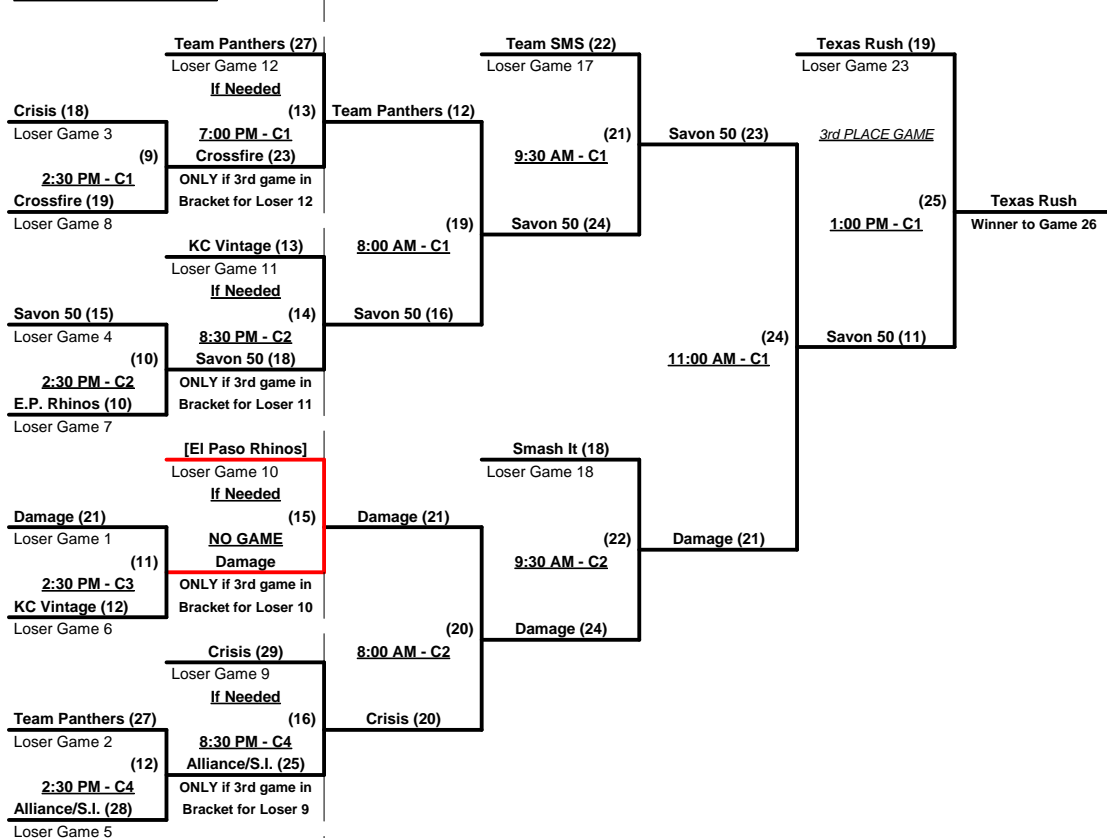 Team Panthers (27)
Loser Game 12
If Needed
(13)
7:00 PM - C1
Crossfire (23)
ONLY if 3rd game in
Bracket for Loser 12
Crisis (18)
Loser Game 3
(9)
2:30 PM - C1
Crossfire (19)
Loser Game 8
KC Vintage (13)
Loser Game 11
If Needed
(14)
8:30 PM - C2
Savon 50 (18)
ONLY if 3rd game in
Bracket for Loser 11
Savon 50 (15)
Loser Game 4
(10)
2:30 PM - C2
E.P. Rhinos (10)
Loser Game 7
[El Paso Rhinos]
Loser Game 10
If Needed
(15)
NO GAME
Damage
ONLY if 3rd game in
Bracket for Loser 10
Damage (21)
Loser Game 1
(11)
2:30 PM - C3
KC Vintage (12)
Loser Game 6
Crisis (29)
Loser Game 9
If Needed
(16)
8:30 PM - C4
Alliance/S.I. (25)
ONLY if 3rd game in
Bracket for Loser 9
Team Panthers (27)
Loser Game 2
(12)
2:30 PM - C4
Alliance/S.I. (28)
Loser Game 5
Team Panthers (12)
(19)
8:00 AM - C1
Savon 50 (16)
Damage (21)
(20)
8:00 AM - C2
Crisis (20)
Team SMS (22)
Loser Game 17
(21)
9:30 AM - C1
Savon 50 (24)
Smash It (18)
Loser Game 18
(22)
9:30 AM - C2
Damage (24)
Savon 50 (23)
(24)
11:00 AM - C1
Damage (21)
Texas Rush (19)
Loser Game 23
3rd PLACE GAME
(25)
1:00 PM - C1
Savon 50 (11)
Texas Rush
Winner to Game 26